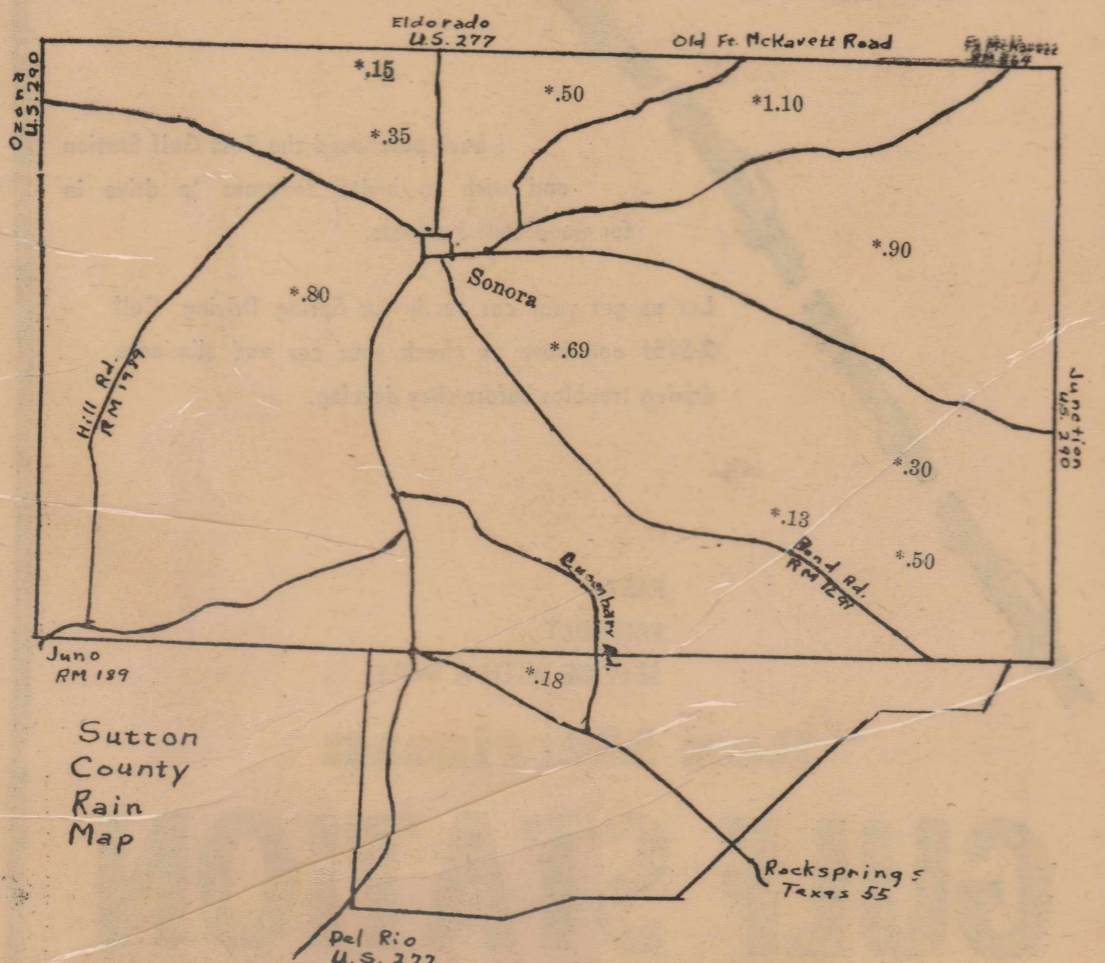 Eldorado
U.S. 277
Old Ft. McKavett Road
Ft. McKavett
RM 864
Ozona
U.S. 290
*.15
*.50
*1.10
*.35
*.90
Sonora
*.80
*.69
Hill Rd.
RM 1989
Junction
U.S. 290
*.30
*.13
*.50
Bond Rd.
RM 1291
Rd.
*.18
Juno
RM 189
Sutton
County
Rain
Map
Rocksprings
Texas 55
Del Rio
U.S. 277